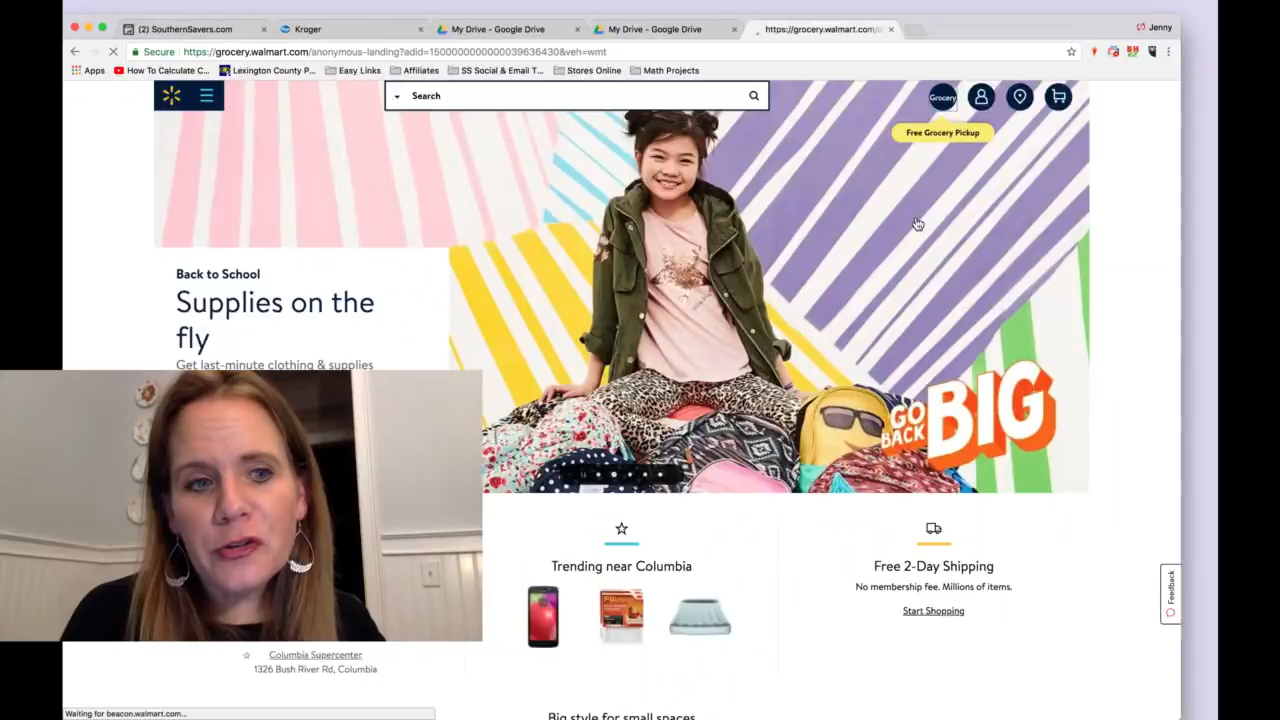 (2) SouthernSavers.com
Kroger
My Drive - Google Drive
My Drive - Google Drive
https://grocery.walmart.com/
Jenny
Secure
https://grocery.walmart.com/anonymous-landing?adid=15000000000000039636430&veh=wmt
Apps
How To Calculate C...
Lexington County P...
Easy Links
Affiliates
SS Social & Email T...
Stores Online
Math Projects
Search
Grocery
Free Grocery Pickup
Back to School
Supplies on the
fly
Get last-minute clothing & supplies
GO
BACK
BIG
Trending near Columbia
Free 2-Day Shipping
No membership fee. Millions of items.
Start Shopping
Feedback
Columbia Supercenter
1326 Bush River Rd, Columbia
Big style for small spaces
Waiting for beacon.walmart.com...